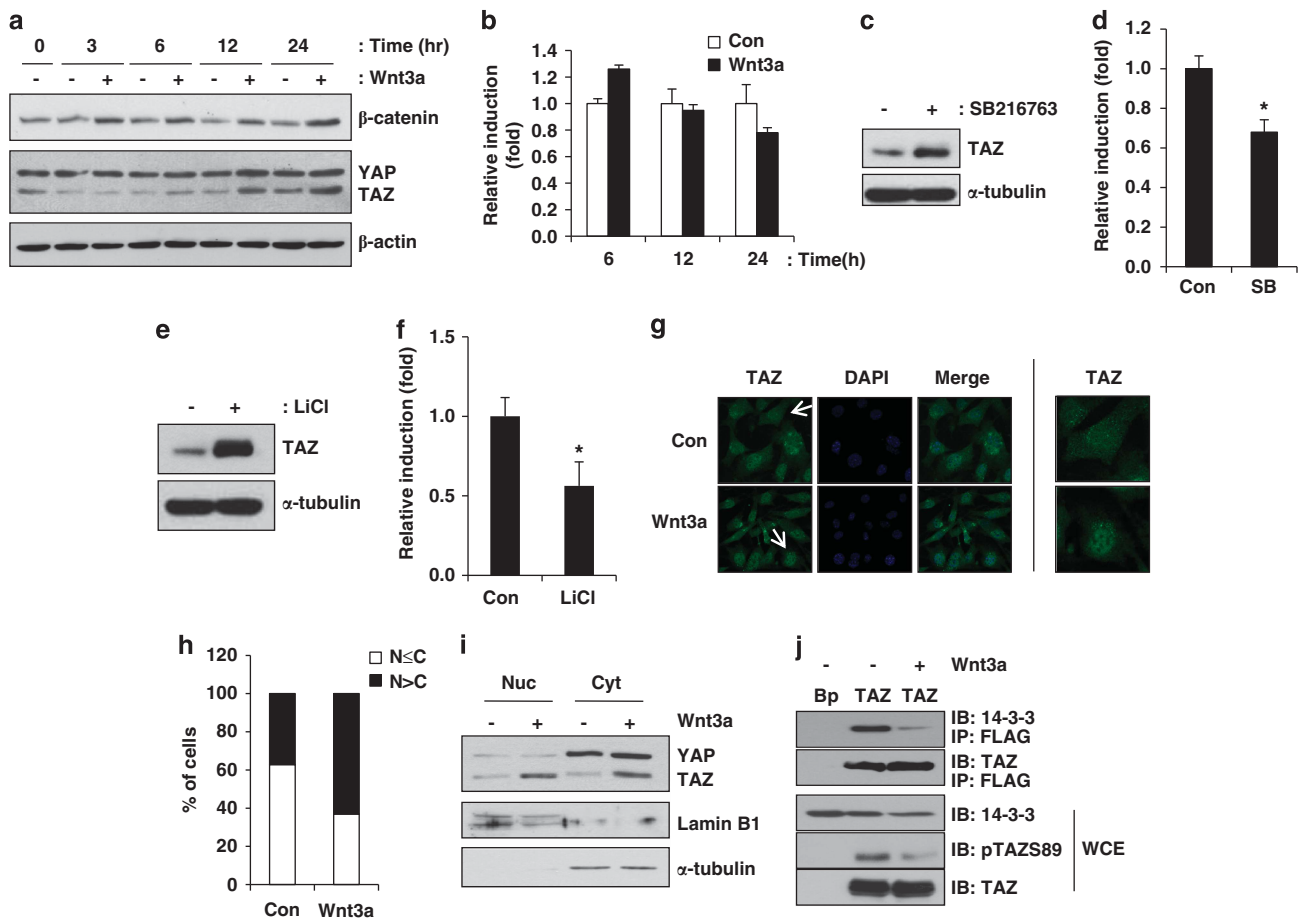 a
0 3 6 12 24 : Time (hr)
- - + - + - + - + : Wnt3a
β-catenin
YAP
TAZ
β-actin
b
Con
Wnt3a
Relative induction (fold)
1.4
1.2
1.0
0.8
0.6
0.4
0.2
0.0
6 12 24 : Time(h)
c
- + : SB216763
TAZ
α-tubulin
d
Relative induction (fold)
1.2
1.0
0.8
0.6
0.4
0.2
0.0
*
Con SB
e
- + : LiCl
TAZ
α-tubulin
f
Relative induction (fold)
1.5
1.0
0.5
0.0
*
Con LiCl
g
TAZ DAPI Merge TAZ
Con
Wnt3a
h
N≤C
N>C
% of cells
120
100
80
60
40
20
0
Con Wnt3a
i
Nuc Cyt
- + - + Wnt3a
YAP
TAZ
Lamin B1
α-tubulin
j
- - + Wnt3a
Bp TAZ TAZ
IB: 14-3-3
IP: FLAG
IB: TAZ
IP: FLAG
IB: 14-3-3
IB: pTAZS89
IB: TAZ
WCE